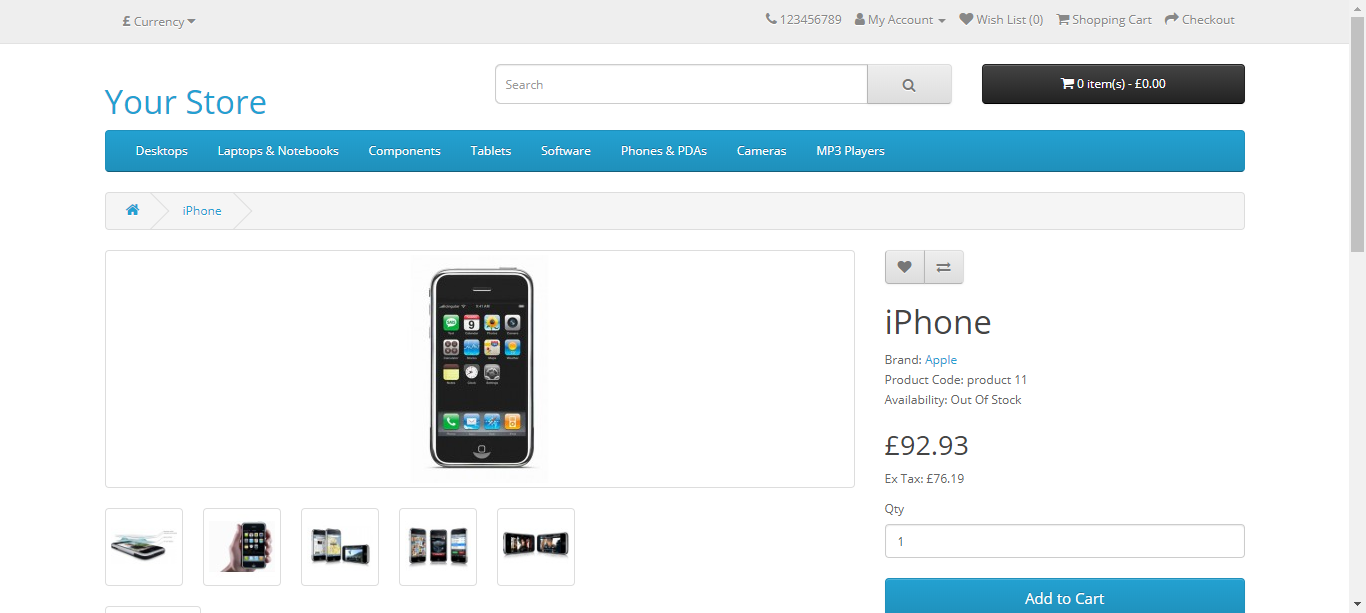 £ Currency
123456789 My Account Wish List (0) Shopping Cart Checkout
Your Store
Search
0 item(s) - £0.00
Desktops Laptops & Notebooks Components Tablets Software Phones & PDAs Cameras MP3 Players
iPhone
iPhone
Brand: Apple
Product Code: product 11
Availability: Out Of Stock
£92.93
Ex Tax: £76.19
Qty
1
Add to Cart